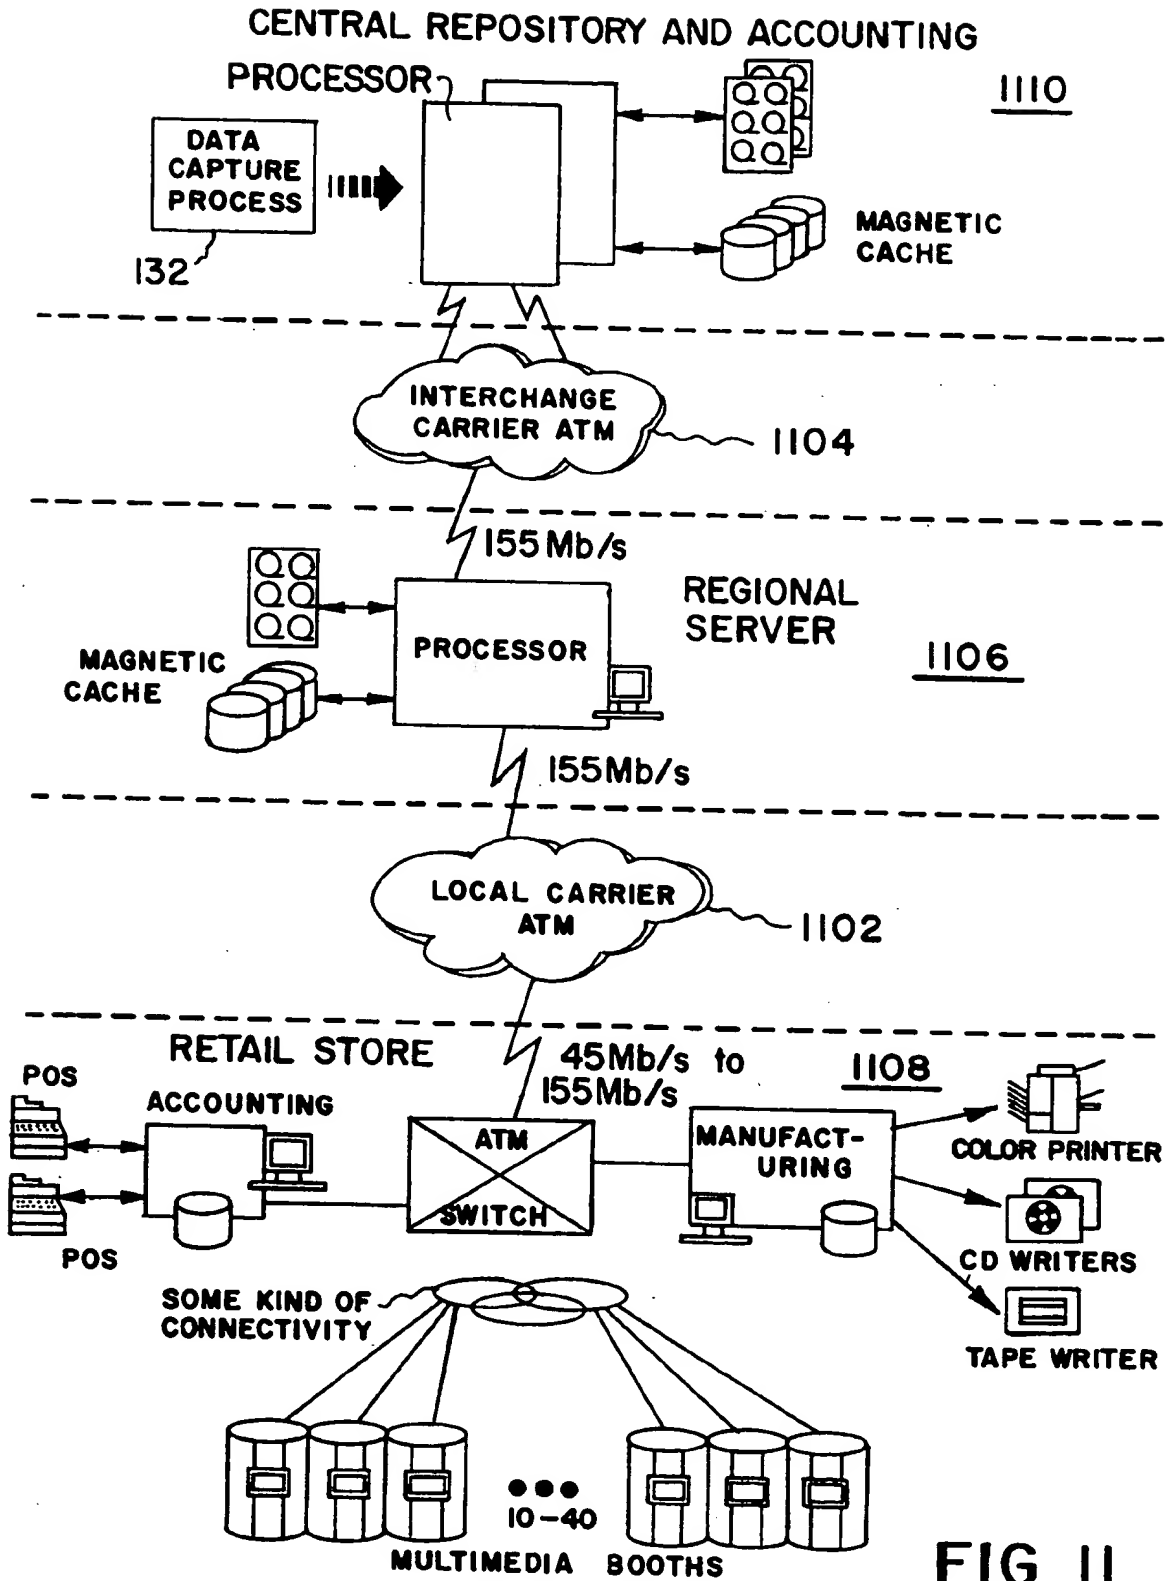 CENTRAL REPOSITORY AND ACCOUNTING
PROCESSOR
1110
DATA
CAPTURE
PROCESS
132
MAGNETIC
CACHE
INTERCHANGE
CARRIER ATM
1104
155Mb/s
REGIONAL
SERVER
1106
PROCESSOR
MAGNETIC
CACHE
155Mb/s
LOCAL CARRIER
ATM
1102
RETAIL STORE
45Mb/s to
155Mb/s
1108
POS
ACCOUNTING
POS
ATM
SWITCH
MANUFACT-
URING
COLOR PRINTER
CD WRITERS
TAPE WRITER
SOME KIND OF
CONNECTIVITY
10-40
MULTIMEDIA BOOTHS
FIG 11